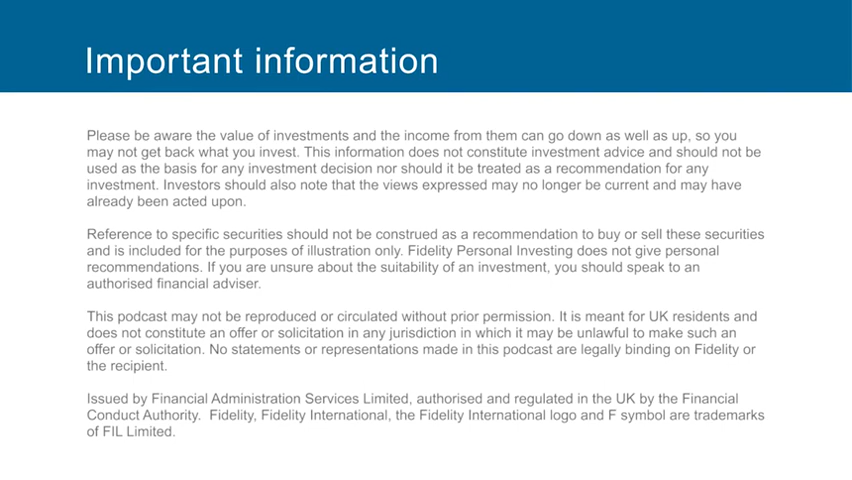 Important information
Please be aware the value of investments and the income from them can go down as well as up, so you
may not get back what you invest. This information does not constitute investment advice and should not be
used as the basis for any investment decision nor should it be treated as a recommendation for any
investment. Investors should also note that the views expressed may no longer be current and may have
already been acted upon.
Reference to specific securities should not be construed as a recommendation to buy or sell these securities
and is included for the purposes of illustration only. Fidelity Personal Investing does not give personal
recommendations. If you are unsure about the suitability of an investment, you should speak to an
authorised financial adviser.
This podcast may not be reproduced or circulated without prior permission. It is meant for UK residents and
does not constitute an offer or solicitation in any jurisdiction in which it may be unlawful to make such an
offer or solicitation. No statements or representations made in this podcast are legally binding on Fidelity or
the recipient.
Issued by Financial Administration Services Limited, authorised and regulated in the UK by the Financial
Conduct Authority.  Fidelity, Fidelity International, the Fidelity International logo and F symbol are trademarks
of FIL Limited.